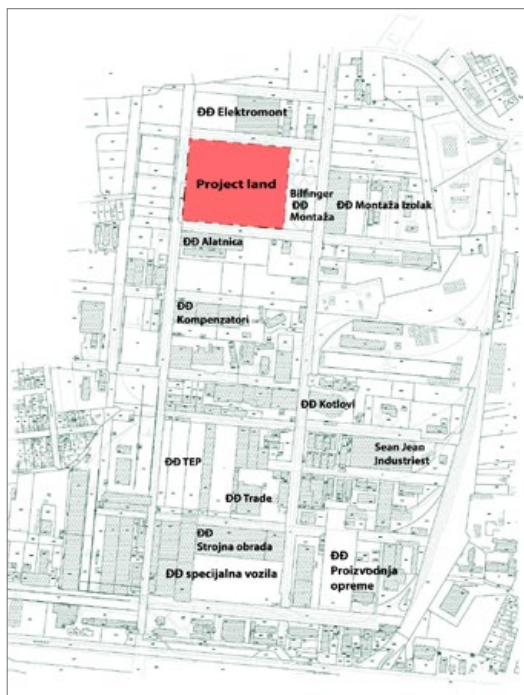 ĐĐ Elektromont
Project land
Bilfinger
ĐĐ
Montaža
ĐĐ Montaža Izolak
ĐĐ Alatnica
ĐĐ
Kompenzatori
ĐĐ Kotlovi
Sean Jean
Industriest
ĐĐ TEP
ĐĐ Trade
ĐĐ
Strojna obrada
ĐĐ specijalna vozila
ĐĐ
Proizvodnja
opreme